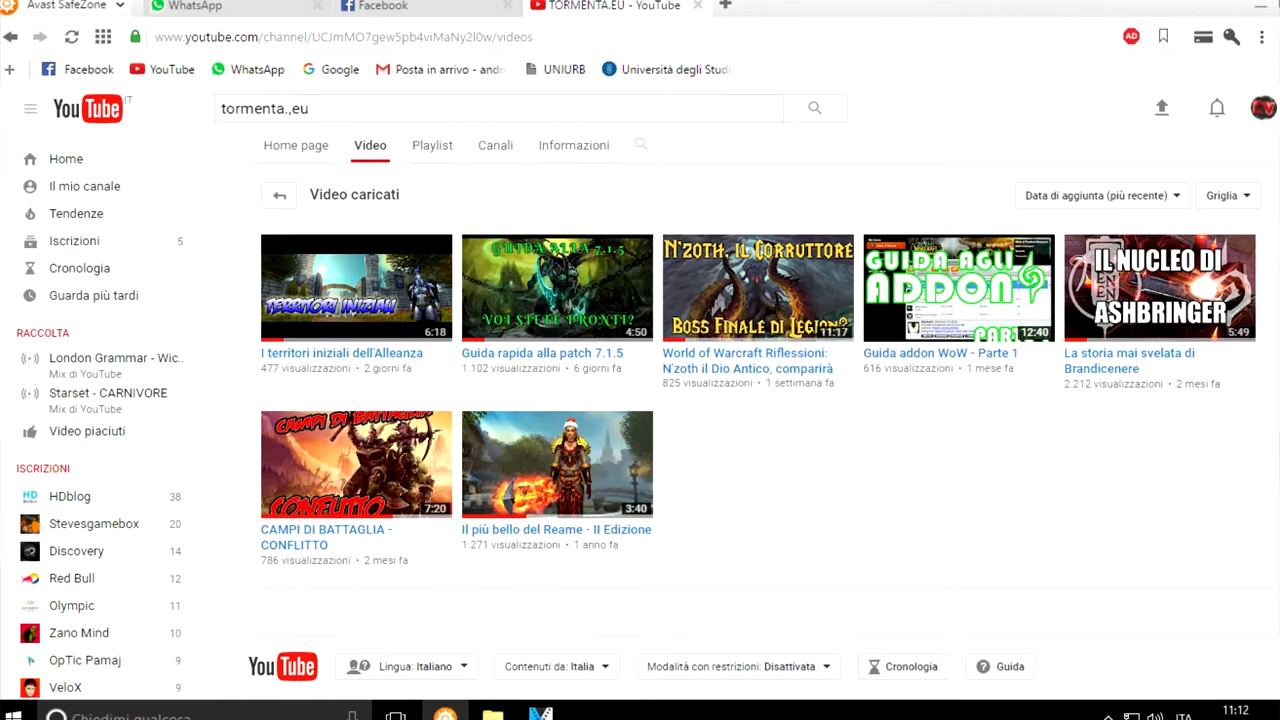 Avast SafeZone
WhatsApp
Facebook
TORMENTA.EU - YouTube
www.youtube.com/channel/UCJmMO7gew5pb4viMaNy2l0w/videos
AD
Facebook
YouTube
WhatsApp
Google
Posta in arrivo - andr
UNIURB
Università degli Stud
YouTube IT
tormenta.,eu
Home page
Video
Playlist
Canali
Informazioni
Home
Il mio canale
Tendenze
Iscrizioni 5
Cronologia
Guarda più tardi
Video caricati
Data di aggiunta (più recente)
Griglia
TERRITORI INIZIALI
6:18
I territori iniziali dell'Alleanza
477 visualizzazioni • 2 giorni fa
GUIDA ALLA 7.1.5
VOI SIETE PRONTI?
4:50
Guida rapida alla patch 7.1.5
1.102 visualizzazioni • 6 giorni fa
N'ZOTH, IL CORRUTTORE
BOSS FINALE DI LEGION?
11:17
World of Warcraft Riflessioni:
N'zoth il Dio Antico, comparirà
825 visualizzazioni • 1 settimana fa
GUIDA AGLI
ADDON
PART
12:40
Guida addon WoW - Parte 1
616 visualizzazioni • 1 mese fa
IL NUCLEO DI
ASHBRINGER
5:49
La storia mai svelata di
Brandicenere
2.212 visualizzazioni • 2 mesi fa
RACCOLTA
London Grammar - Wic..
Mix di YouTube
Starset - CARNIVORE
Mix di YouTube
Video piaciuti
CAMPI DI BATTAGLIA
CONFLITTO
7:20
CAMPI DI BATTAGLIA -
CONFLITTO
786 visualizzazioni • 2 mesi fa
3:40
Il più bello del Reame - II Edizione
1.271 visualizzazioni • 1 anno fa
ISCRIZIONI
HD HDblog 38
Stevesgamebox 20
Discovery 14
Red Bull 12
Olympic 11
Zano Mind 10
OpTic Pamaj 9
VeloX 9
YouTube
Lingua: Italiano
Contenuti da: Italia
Modalità con restrizioni: Disattivata
Cronologia
Guida
Chiedimi qualcosa
ITA
11:12